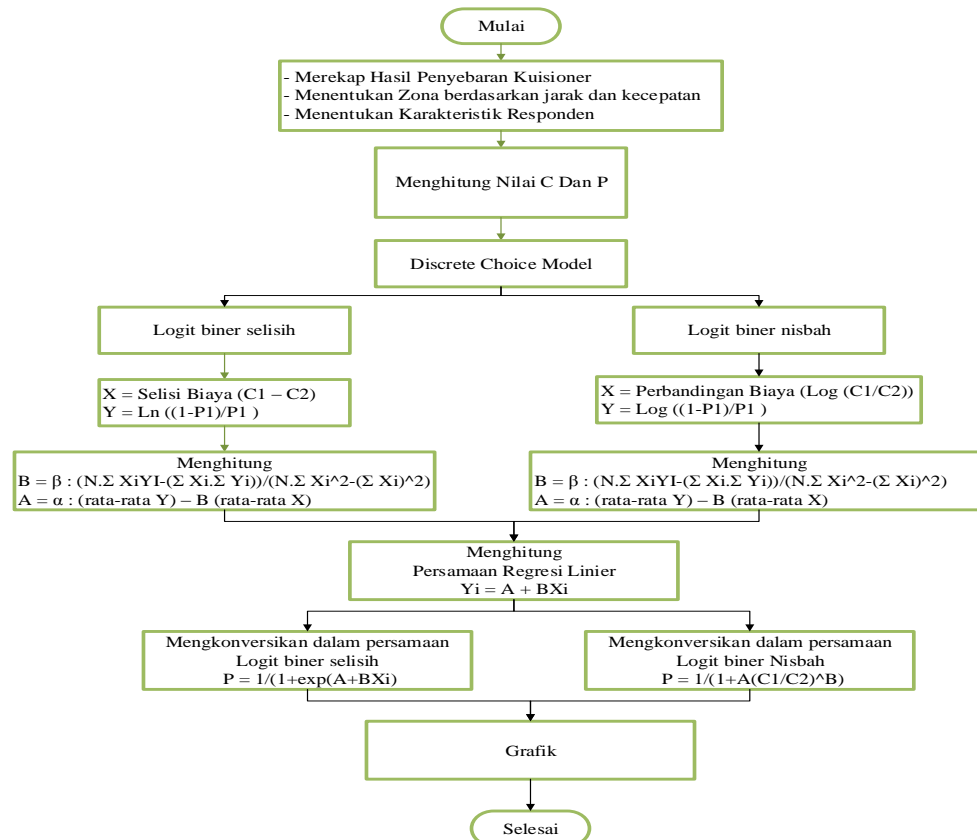 Mulai
- Merekap Hasil Penyebaran Kuisioner
- Menentukan Zona berdasarkan jarak dan kecepatan
- Menentukan Karakteristik Responden
Menghitung Nilai C Dan P
Discrete Choice Model
Logit biner selisih
Logit biner nisbah
X = Selisi Biaya (C1 – C2)
Y = Ln ((1-P1)/P1 )
X = Perbandingan Biaya (Log (C1/C2))
Y = Log ((1-P1)/P1 )
Menghitung
B = β : (N.Σ XiYI-(Σ Xi.Σ Yi))/(N.Σ Xi^2-(Σ Xi)^2)
A = α : (rata-rata Y) – B (rata-rata X)
Menghitung
B = β : (N.Σ XiYI-(Σ Xi.Σ Yi))/(N.Σ Xi^2-(Σ Xi)^2)
A = α : (rata-rata Y) – B (rata-rata X)
Menghitung
Persamaan Regresi Linier
Yi = A + BXi
Mengkonversikan dalam persamaan
Logit biner selisih
P = 1/(1+exp(A+BXi)
Mengkonversikan dalam persamaan
Logit biner Nisbah
P = 1/(1+A(C1/C2)^B)
Grafik
Selesai